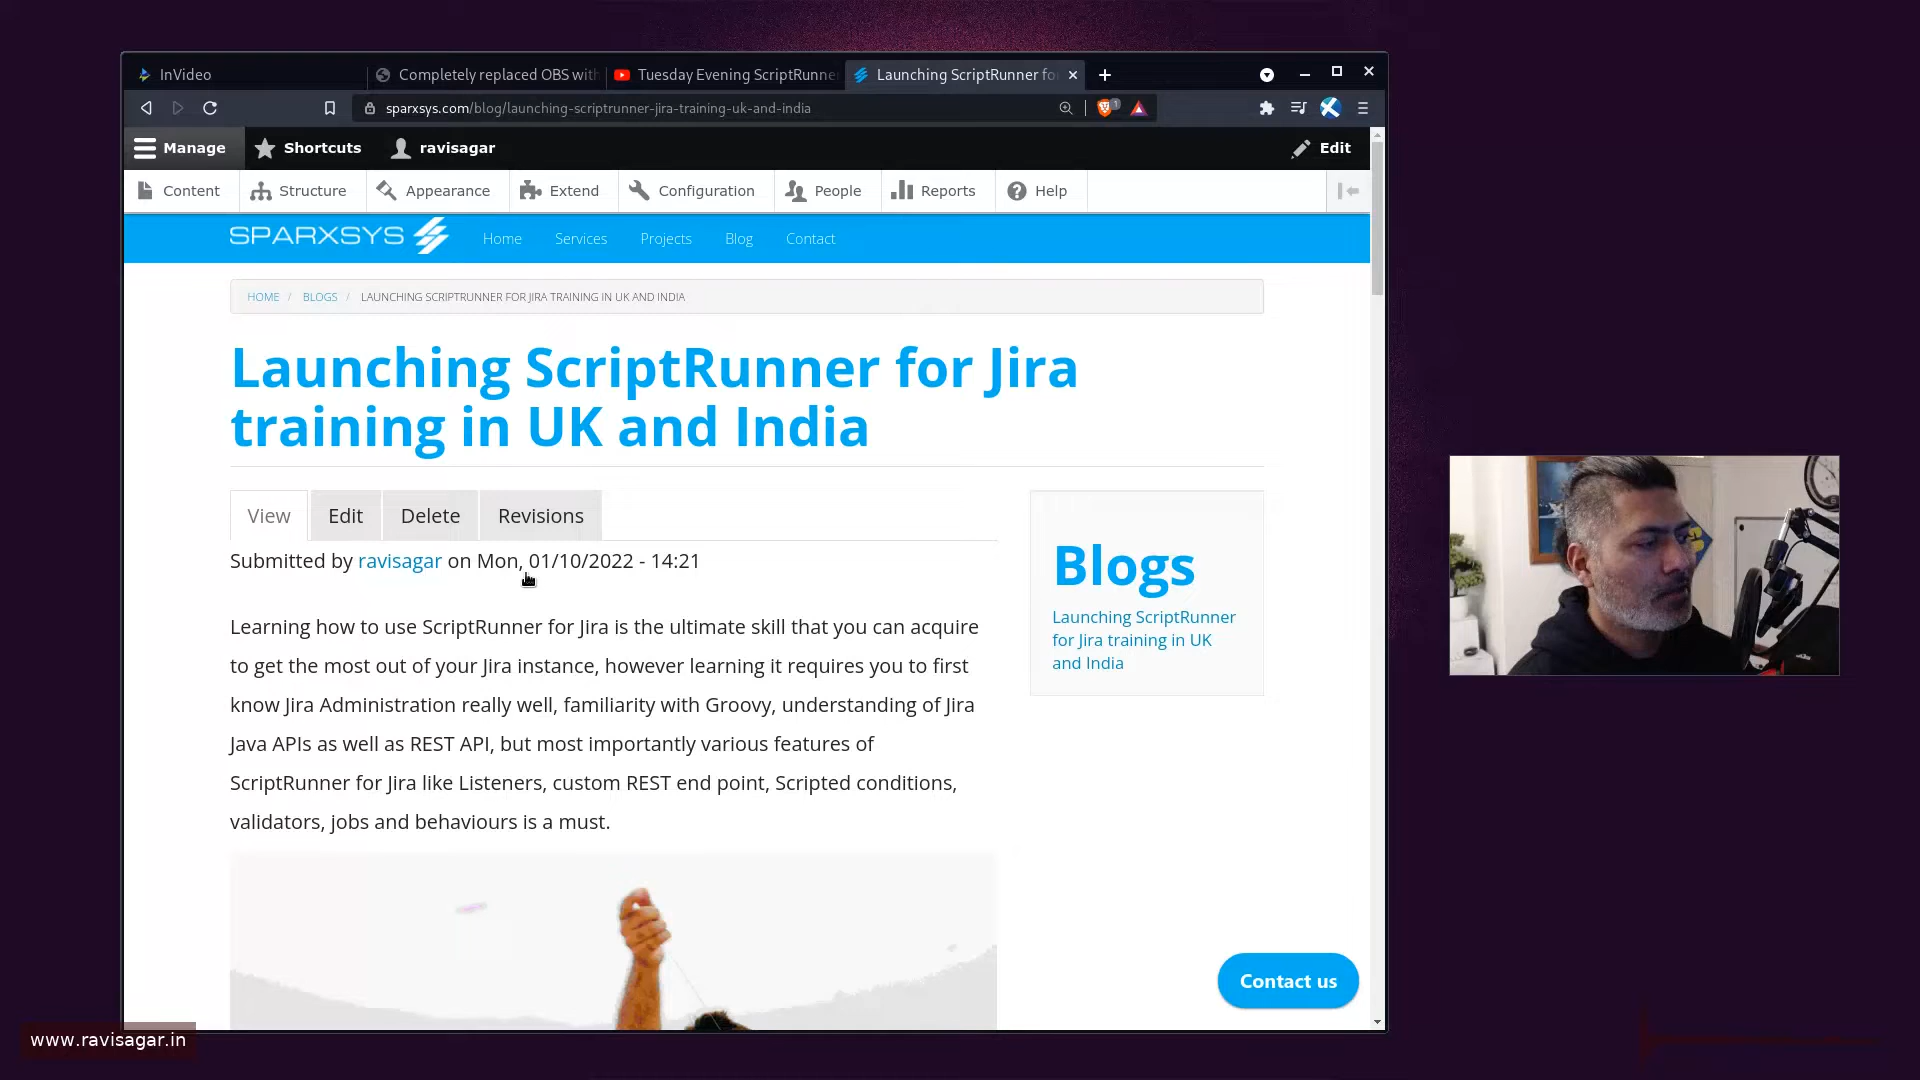 InVideo
Completely replaced OBS with
Tuesday Evening ScriptRunner
Launching ScriptRunner fo
sparxsys.com/blog/launching-scriptrunner-jira-training-uk-and-india
1
Manage
Shortcuts
ravisagar
Edit
Content
Structure
Appearance
Extend
Configuration
People
Reports
Help
SPARXSYS
Home
Services
Projects
Blog
Contact
HOME / BLOGS / LAUNCHING SCRIPTRUNNER FOR JIRA TRAINING IN UK AND INDIA
Launching ScriptRunner for Jira
training in UK and India
View
Edit
Delete
Revisions
Submitted by ravisagar on Mon, 01/10/2022 - 14:21
Learning how to use ScriptRunner for Jira is the ultimate skill that you can acquire
to get the most out of your Jira instance, however learning it requires you to first
know Jira Administration really well, familiarity with Groovy, understanding of Jira
Java APIs as well as REST API, but most importantly various features of
ScriptRunner for Jira like Listeners, custom REST end point, Scripted conditions,
validators, jobs and behaviours is a must.
Blogs
Launching ScriptRunner
for Jira training in UK
and India
Contact us
www.ravisagar.in